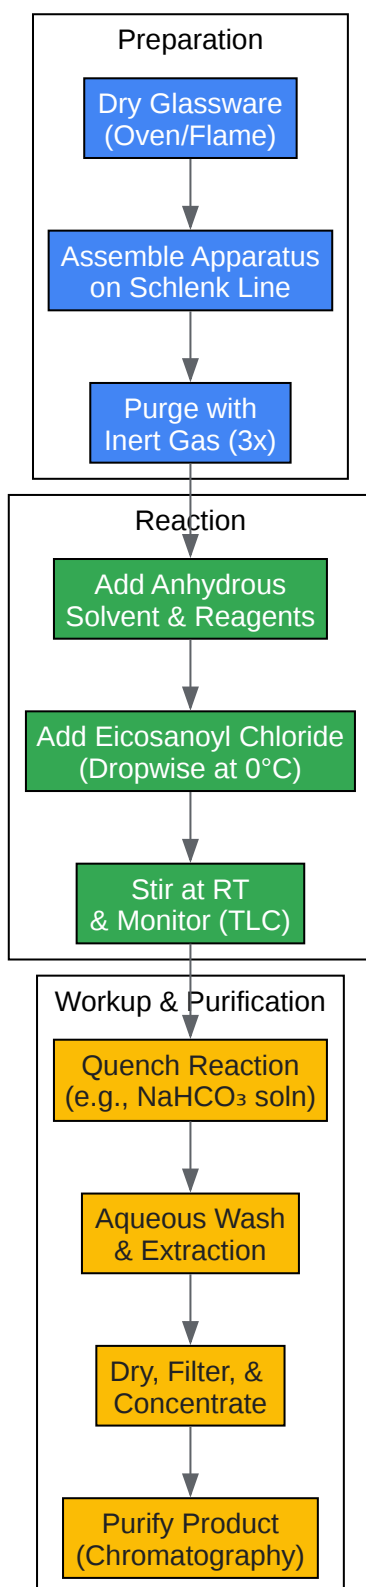 Preparation
Dry Glassware
(Oven/Flame)
Assemble Apparatus
on Schlenk Line
Purge with
Inert Gas (3x)
Reaction
Add Anhydrous
Solvent & Reagents
Add Eicosanoyl Chloride
(Dropwise at 0°C)
Stir at RT
& Monitor (TLC)
Workup & Purification
Quench Reaction
(e.g., NaHCO₃ soln)
Aqueous Wash
& Extraction
Dry, Filter, &
Concentrate
Purify Product
(Chromatography)